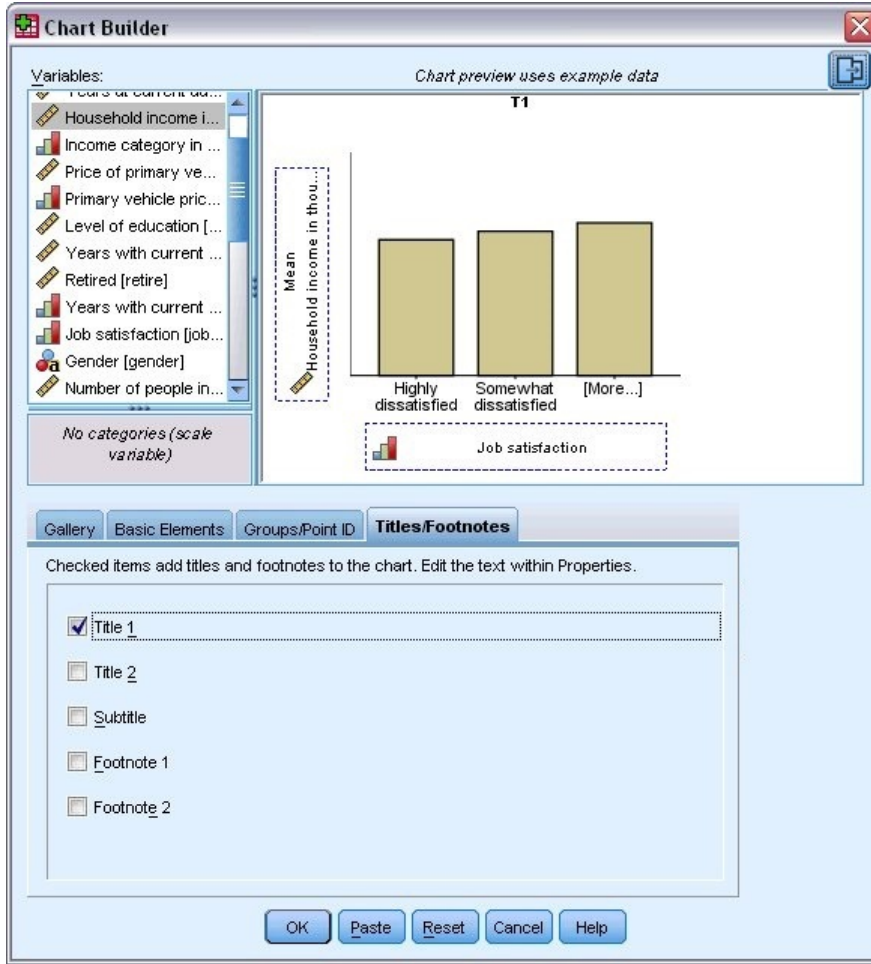 Chart Builder
Variables:
Chart preview uses example data
Household income i...
Income category in ...
Price of primary ve...
Primary vehicle pric...
Level of education [...
Years with current ...
Retired [retire]
Years with current ...
Job satisfaction [job...
Gender [gender]
Number of people in...
No categories (scale
variable)
T1
Mean
Household income in thou...
Highly
dissatisfied
Somewhat
dissatisfied
[More...]
Job satisfaction
Gallery
Basic Elements
Groups/Point ID
Titles/Footnotes
Checked items add titles and footnotes to the chart. Edit the text within Properties.
Title 1
Title 2
Subtitle
Footnote 1
Footnote 2
OK
Paste
Reset
Cancel
Help